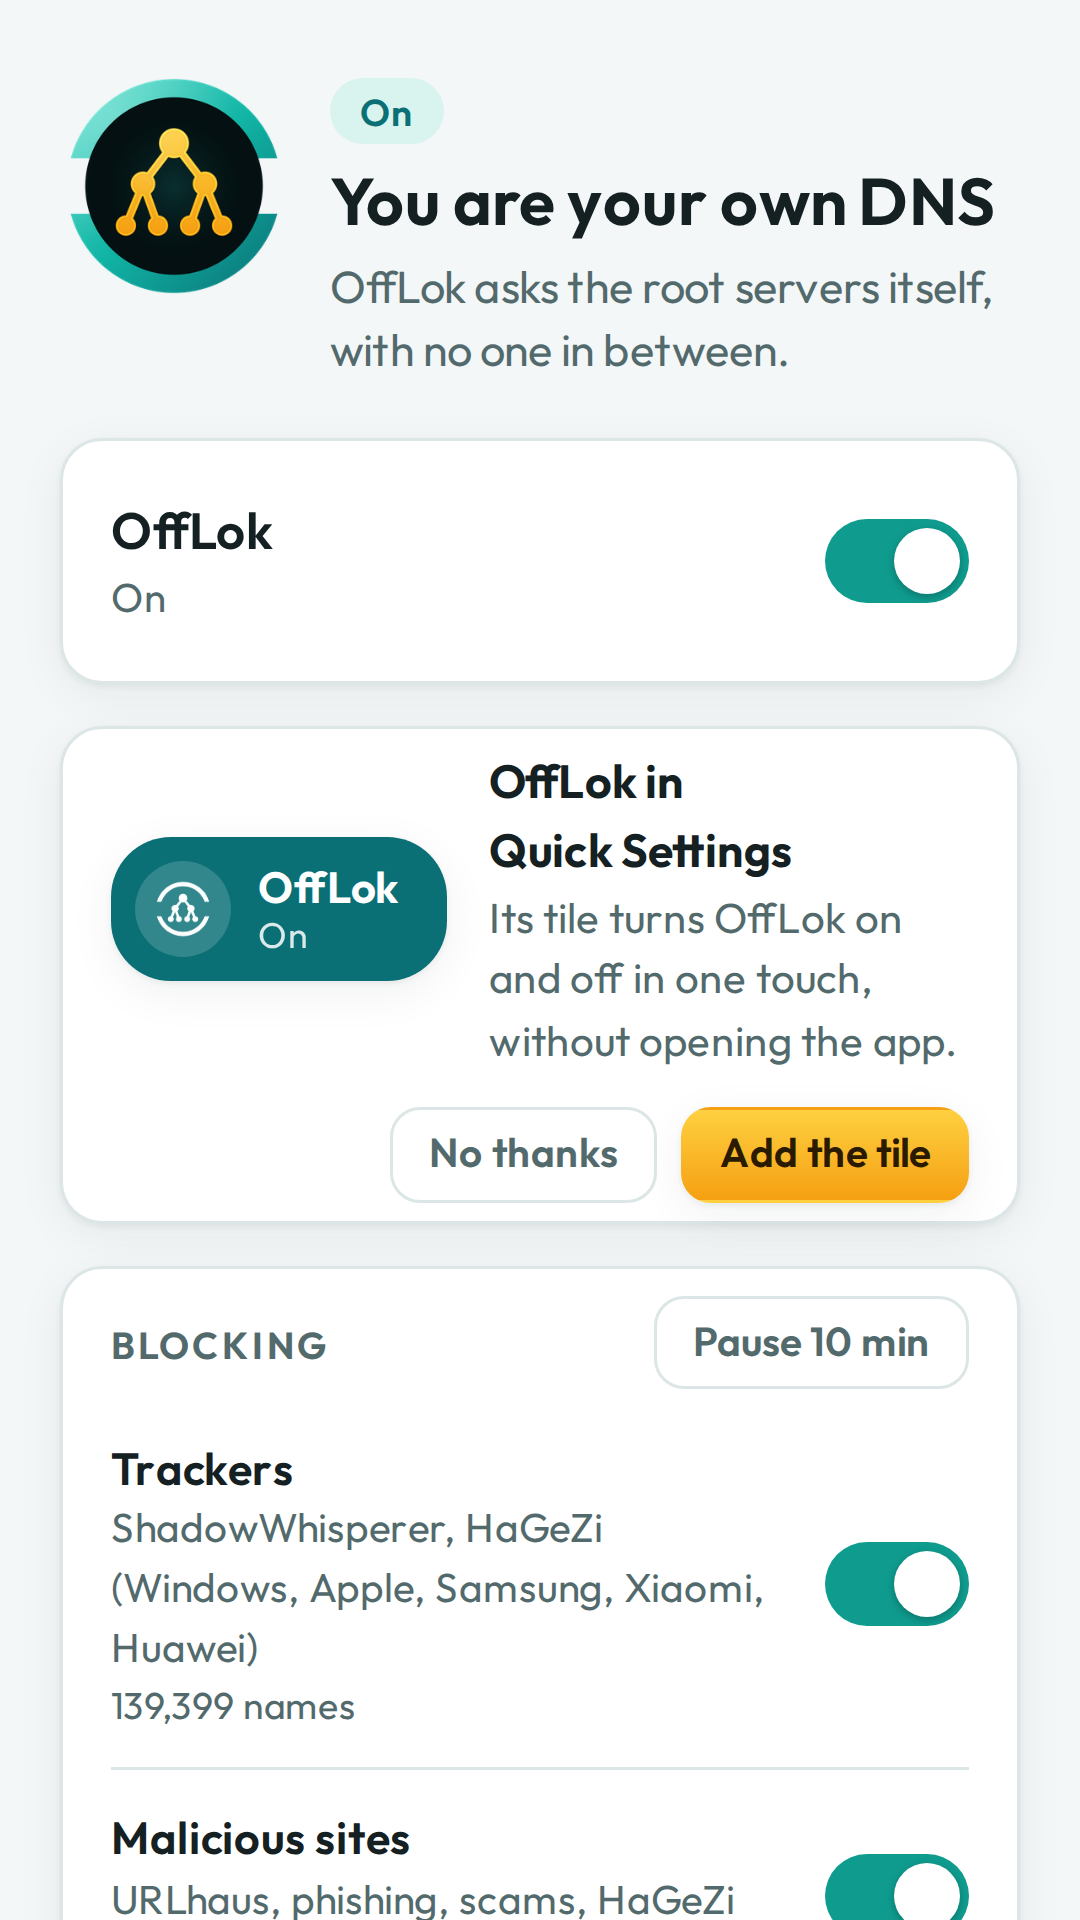 On
You are your own DNS
OffLok asks the root servers itself,
with no one in between.
OffLok
On
OffLok
On
OffLok in
Quick Settings
Its tile turns OffLok on
and off in one touch,
without opening the app.
No thanks
Add the tile
BLOCKING
Pause 10 min
Trackers
ShadowWhisperer, HaGeZi
(Windows, Apple, Samsung, Xiaomi,
Huawei)
139,399 names
Malicious sites
URLhaus, phishing, scams, HaGeZi